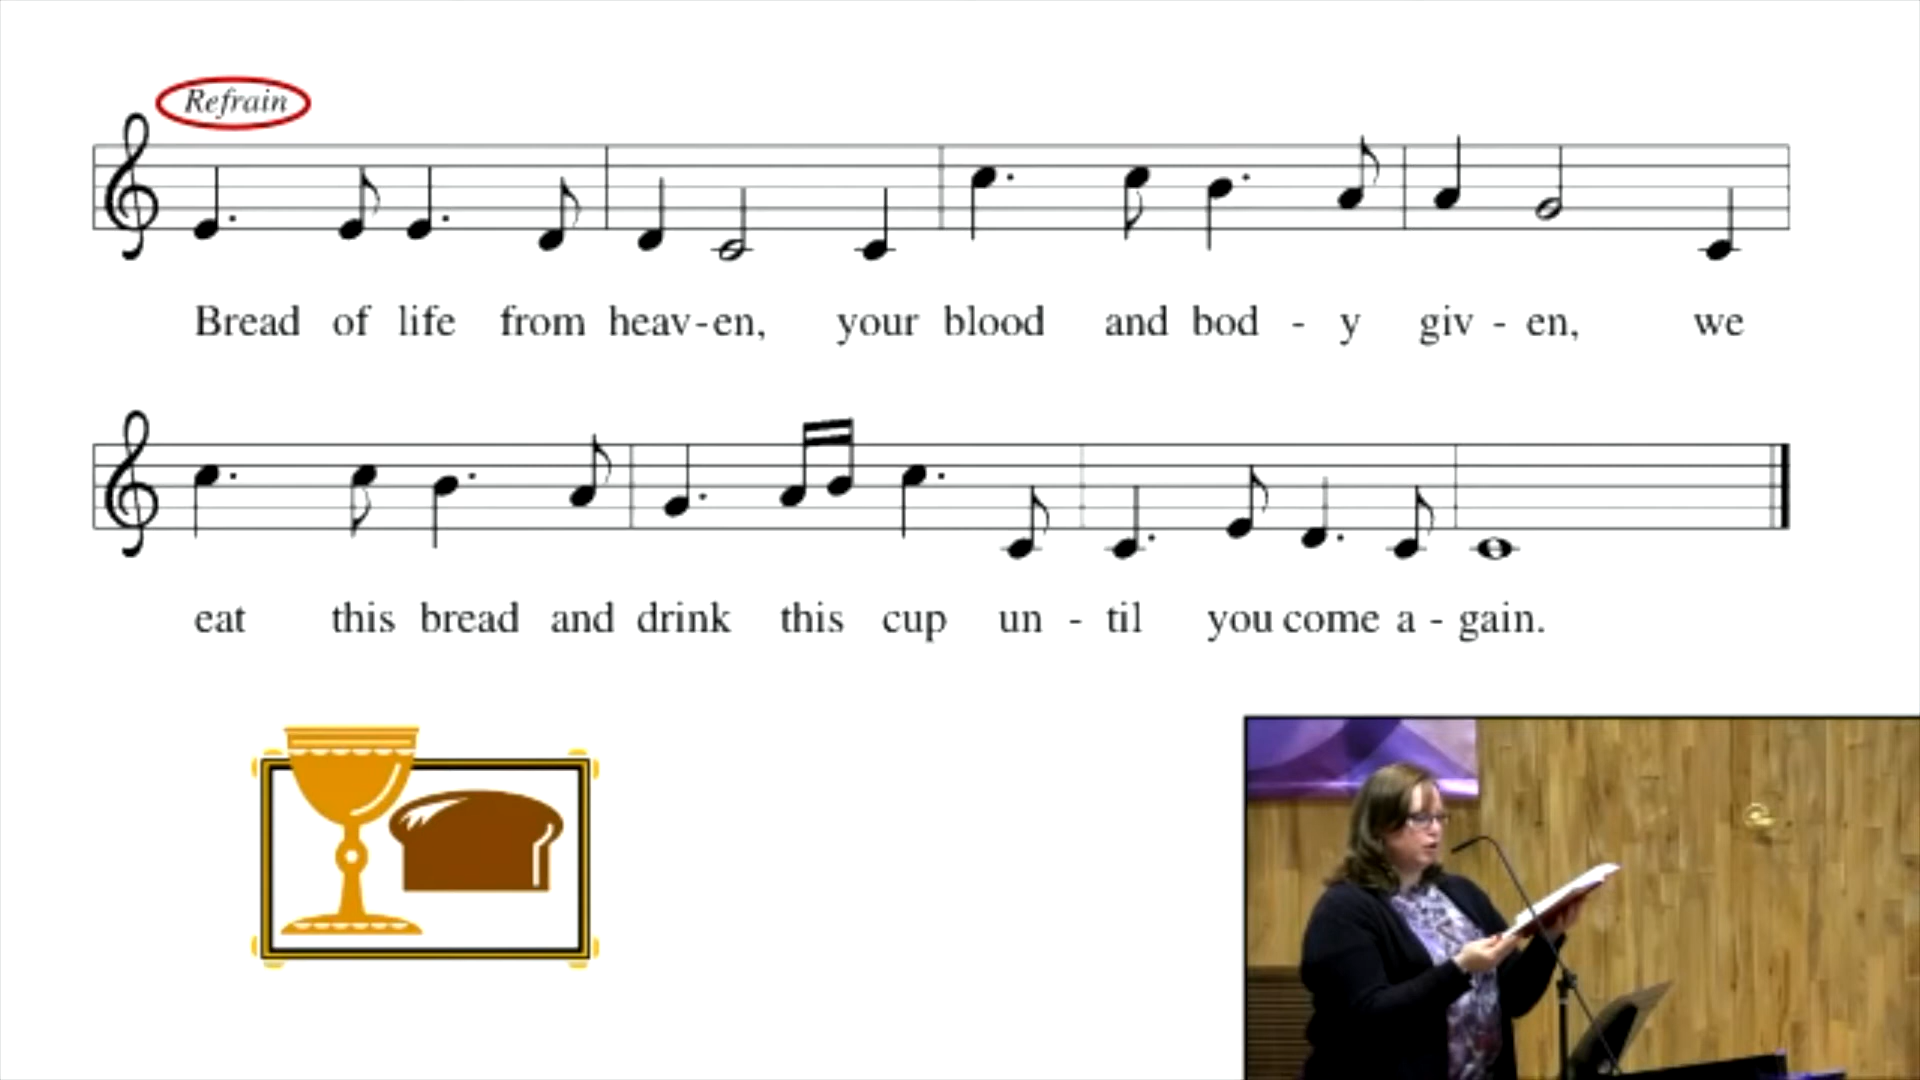 Refrain
Bread of life from heav-en, your blood and bod - y giv - en, we
eat this bread and drink this cup un - til you come a - gain.